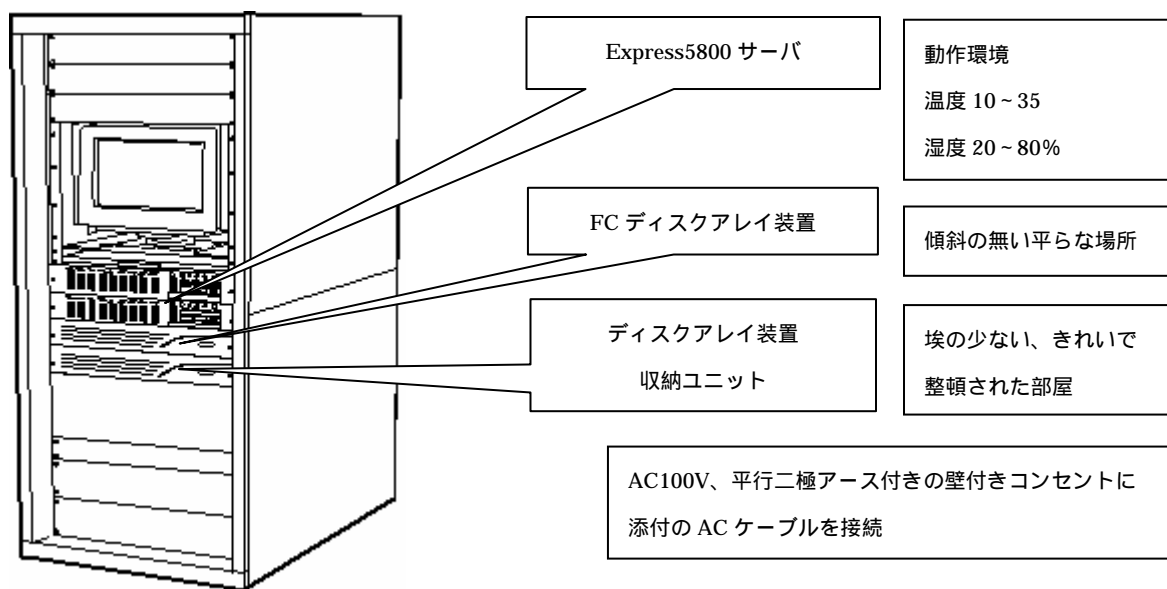 Express5800 サーバ
動作環境
温度 10~35
湿度 20~80%
FC ディスクアレイ装置
傾斜の無い平らな場所
ディスクアレイ装置
収納ユニット
埃の少ない、きれいで
整頓された部屋
AC100V、平行二極アース付きの壁付きコンセントに
添付の AC ケーブルを接続